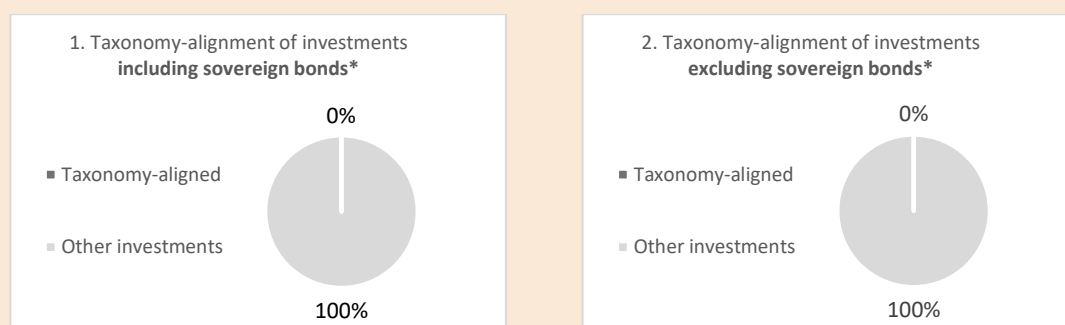 1. Taxonomy-alignment of investments
including sovereign bonds*
0%
Taxonomy-aligned
Other investments
100%
2. Taxonomy-alignment of investments
excluding sovereign bonds*
0%
Taxonomy-aligned
Other investments
100%